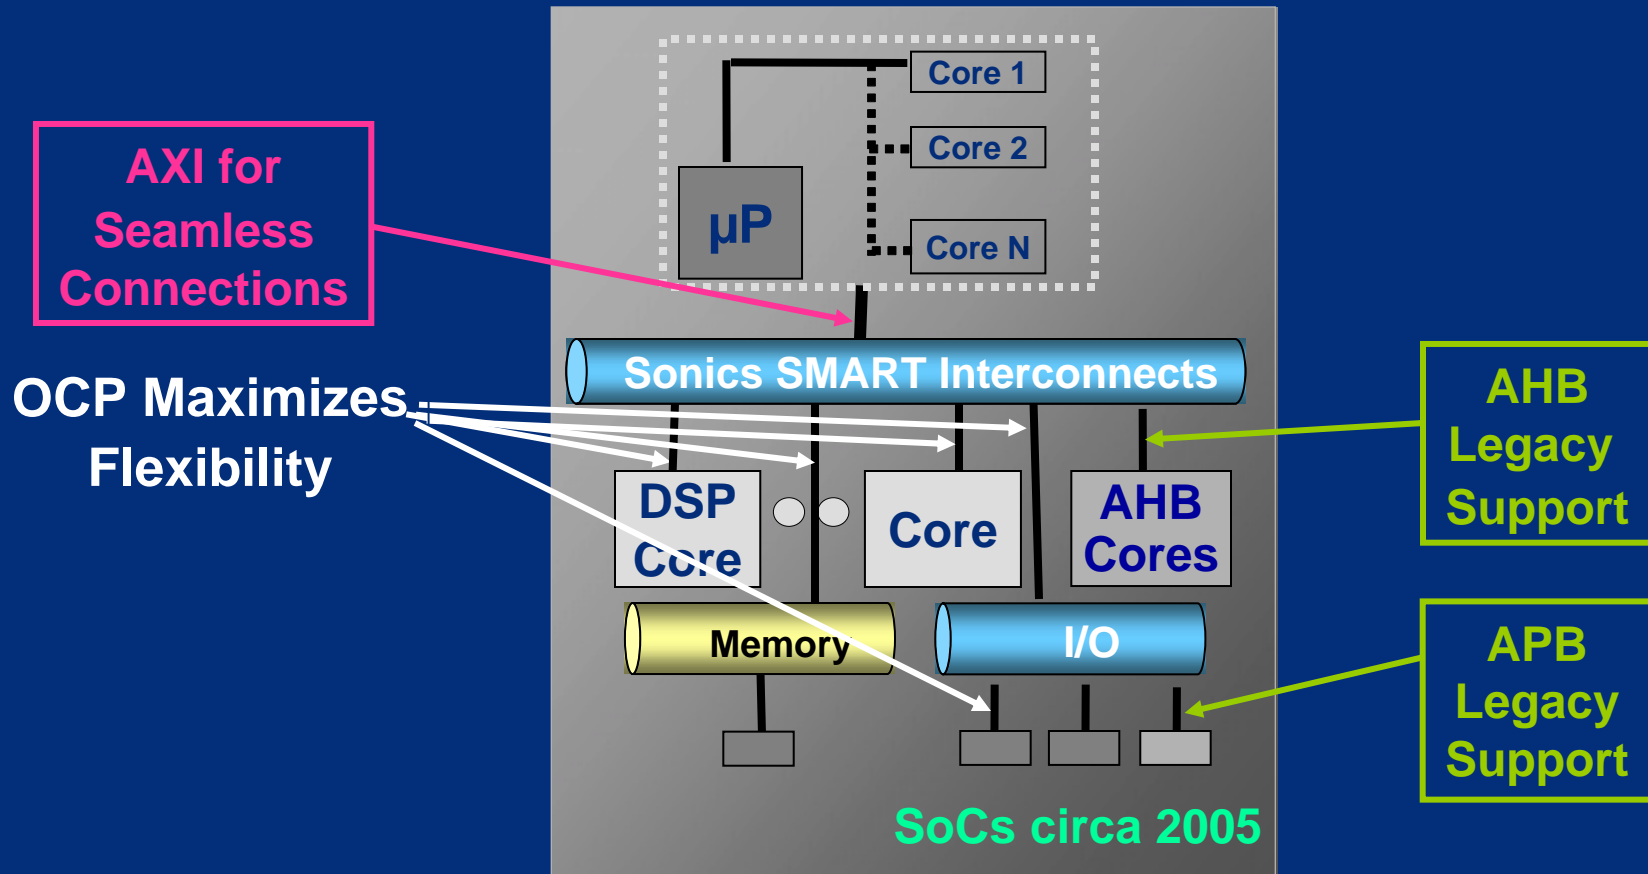 Core 1
Core 2
Core N
µP
AXI for
Seamless
Connections
Sonics SMART Interconnects
OCP Maximizes
Flexibility
AHB
Legacy
Support
DSP
Core
Core
AHB
Cores
Memory
I/O
APB
Legacy
Support
SoCs circa 2005